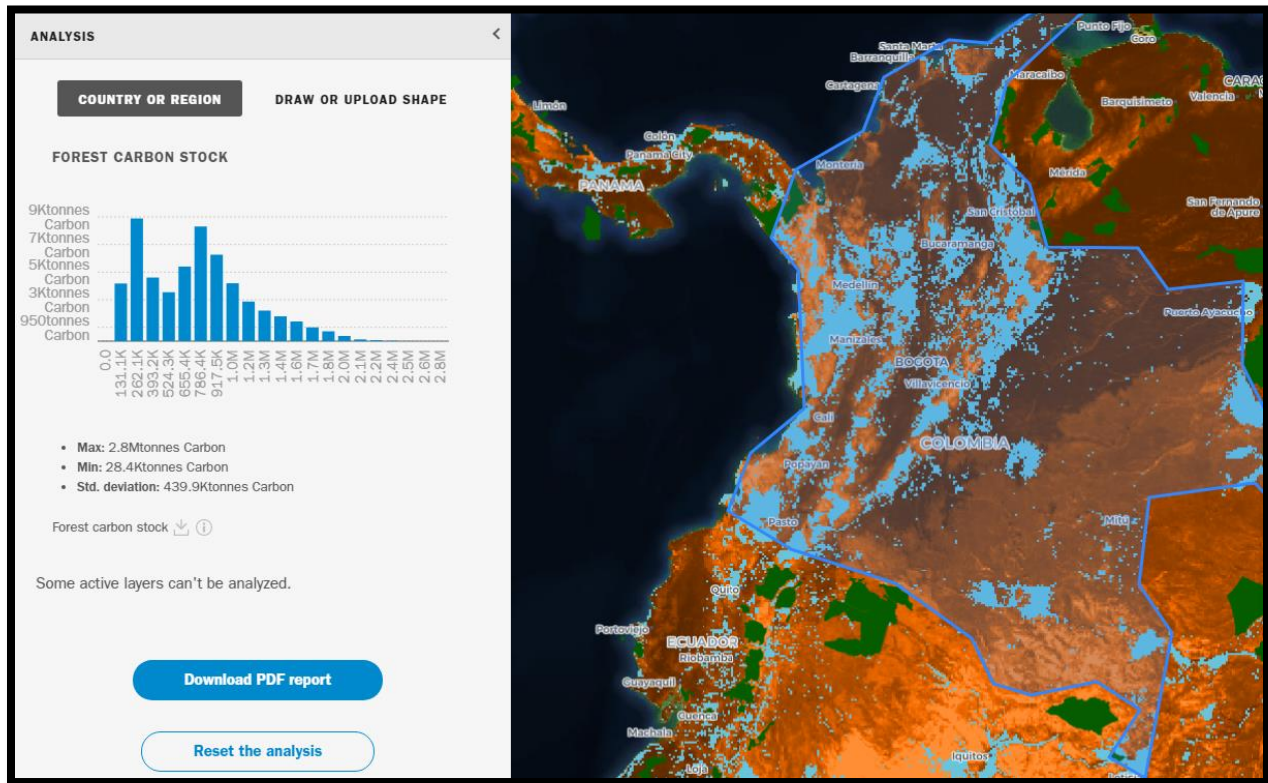 ANALYSIS
COUNTRY OR REGION
DRAW OR UPLOAD SHAPE
FOREST CARBON STOCK
9Ktonnes
Carbon
7Ktonnes
Carbon
5Ktonnes
Carbon
3Ktonnes
Carbon
950tonnes
Carbon
0.0
131.1K
262.1K
393.2K
524.3K
655.4K
786.4K
917.5K
1.0M
1.2M
1.3M
1.4M
1.6M
1.7M
1.8M
2.0M
2.1M
2.2M
2.4M
2.5M
2.6M
2.8M
• Max: 2.8Mtonnes Carbon
• Min: 28.4Ktonnes Carbon
• Std. deviation: 439.9Ktonnes Carbon
Forest carbon stock
Some active layers can't be analyzed.
Download PDF report
Reset the analysis
Punto Fijo
Coro
Santa Marta
Barranquilla
Cartagena
Maracaibo
Barquisimeto
Valencia
Limón
Colón
Panama City
PANAMA
Montería
Mérida
San Cristóbal
San Fernando
de Apure
Bucaramanga
Medellín
Puerto Ayacucho
Manizales
BOGOTA
Villavicencio
Cali
COLOMBIA
Popayán
Pasto
Mitú
Quito
Portoviejo
ECUADOR
Riobamba
Guayaquil
Cuenca
Machala
Loja
Iquitos